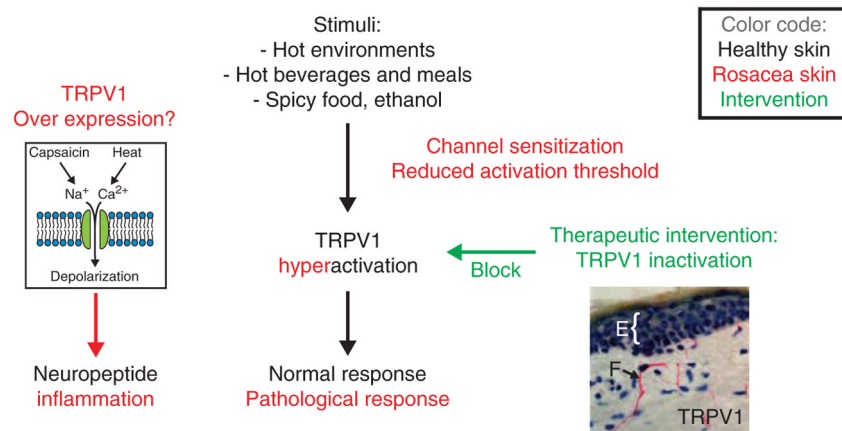 Stimuli:
- Hot environments
- Hot beverages and meals
- Spicy food, ethanol
Color code:
Healthy skin
Rosacea skin
Intervention
TRPV1
Over expression?
Capsaicin Heat
Na+ Ca2+
Depolarization
Neuropeptide
inflammation
Channel sensitization
Reduced activation threshold
TRPV1
hyperactivation
Block
Therapeutic intervention:
TRPV1 inactivation
Normal response
Pathological response
E{
F
TRPV1